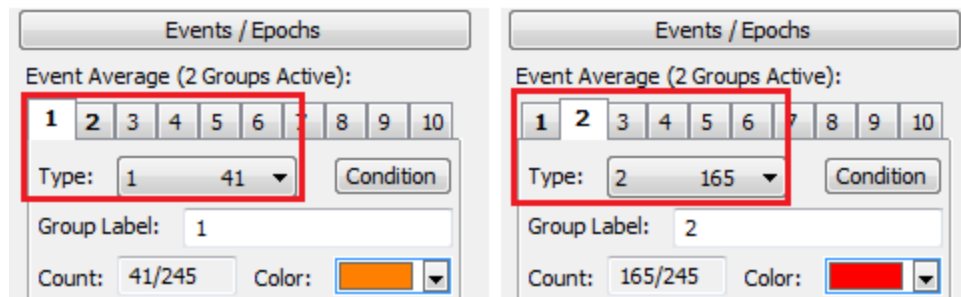 Events / Epochs
Event Average (2 Groups Active):
1 2 3 4 5 6 7 8 9 10
Type: 1 41 Condition
Group Label: 1
Count: 41/245 Color:
Events / Epochs
Event Average (2 Groups Active):
1 2 3 4 5 6 7 8 9 10
Type: 2 165 Condition
Group Label: 2
Count: 165/245 Color: